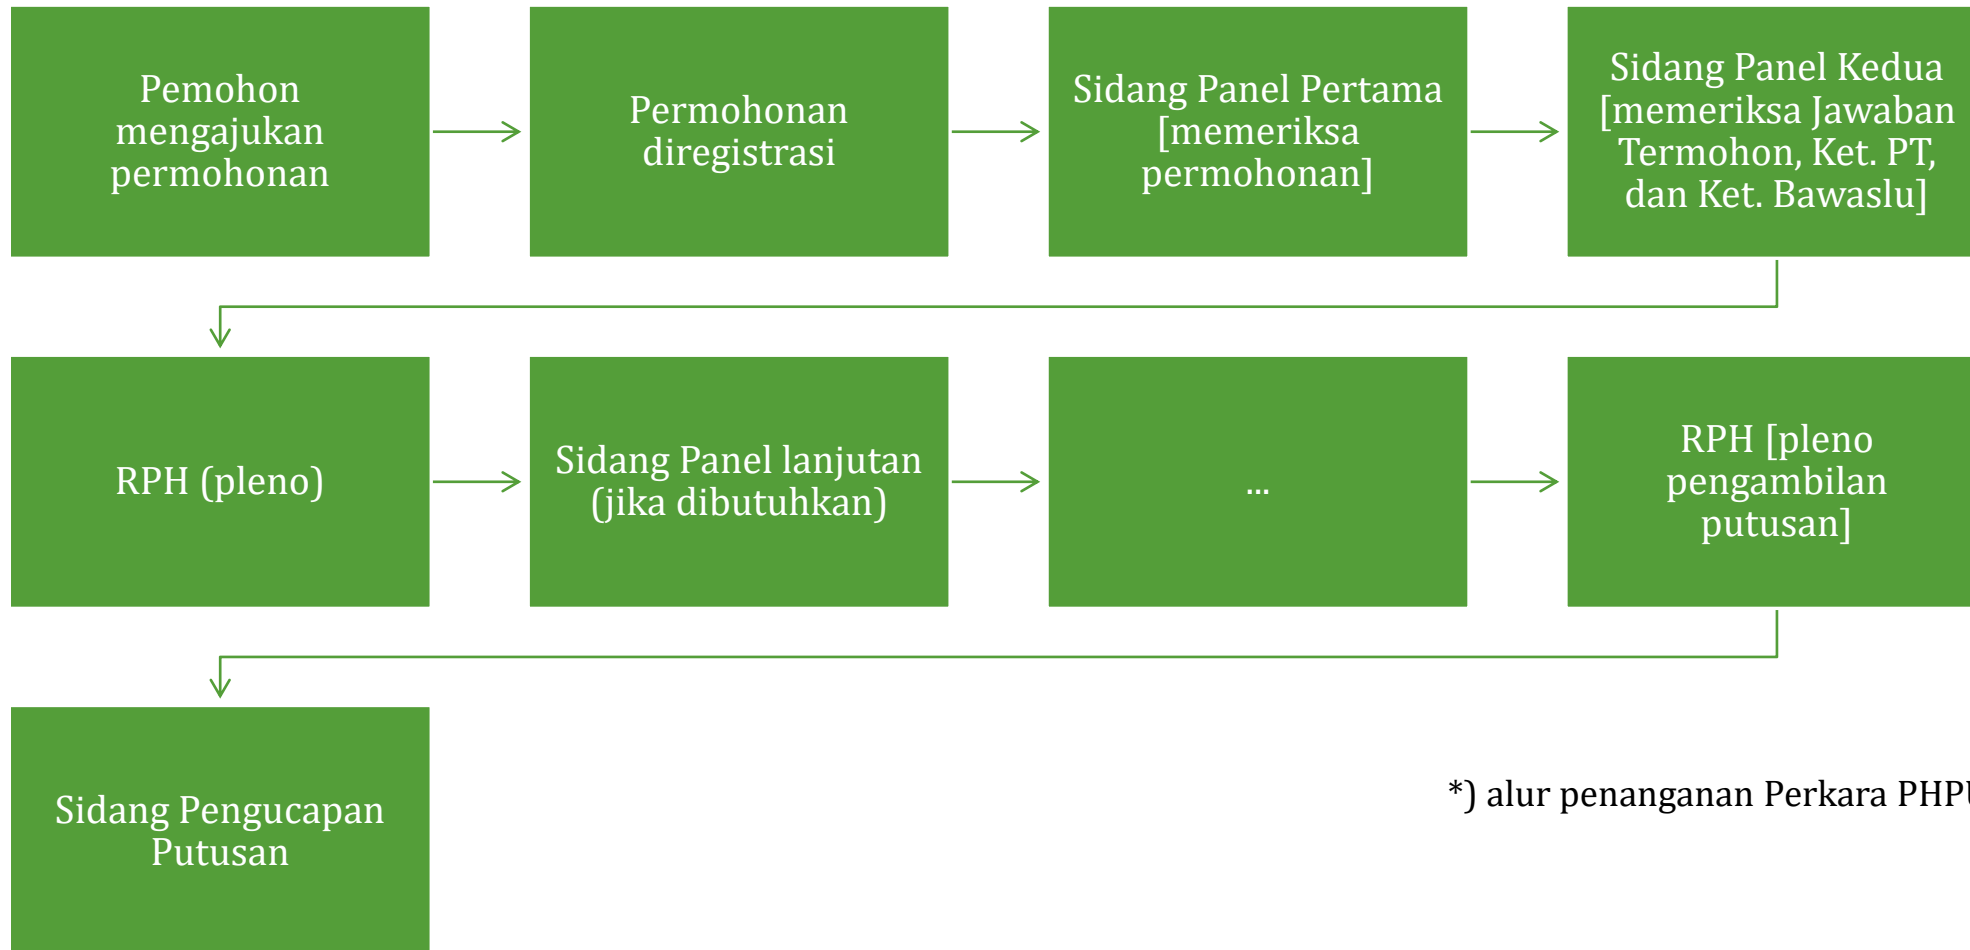 Pemohon
mengajukan
permohonan
Permohonan
diregistrasi
Sidang Panel Pertama
[memeriksa
permohonan]
Sidang Panel Kedua
[memeriksa Jawaban
Termohon, Ket. PT,
dan Ket. Bawaslu]
RPH (pleno)
Sidang Panel lanjutan
(jika dibutuhkan)
...
RPH [pleno
pengambilan
putusan]
Sidang Pengucapan
Putusan
*) alur penanganan Perkara